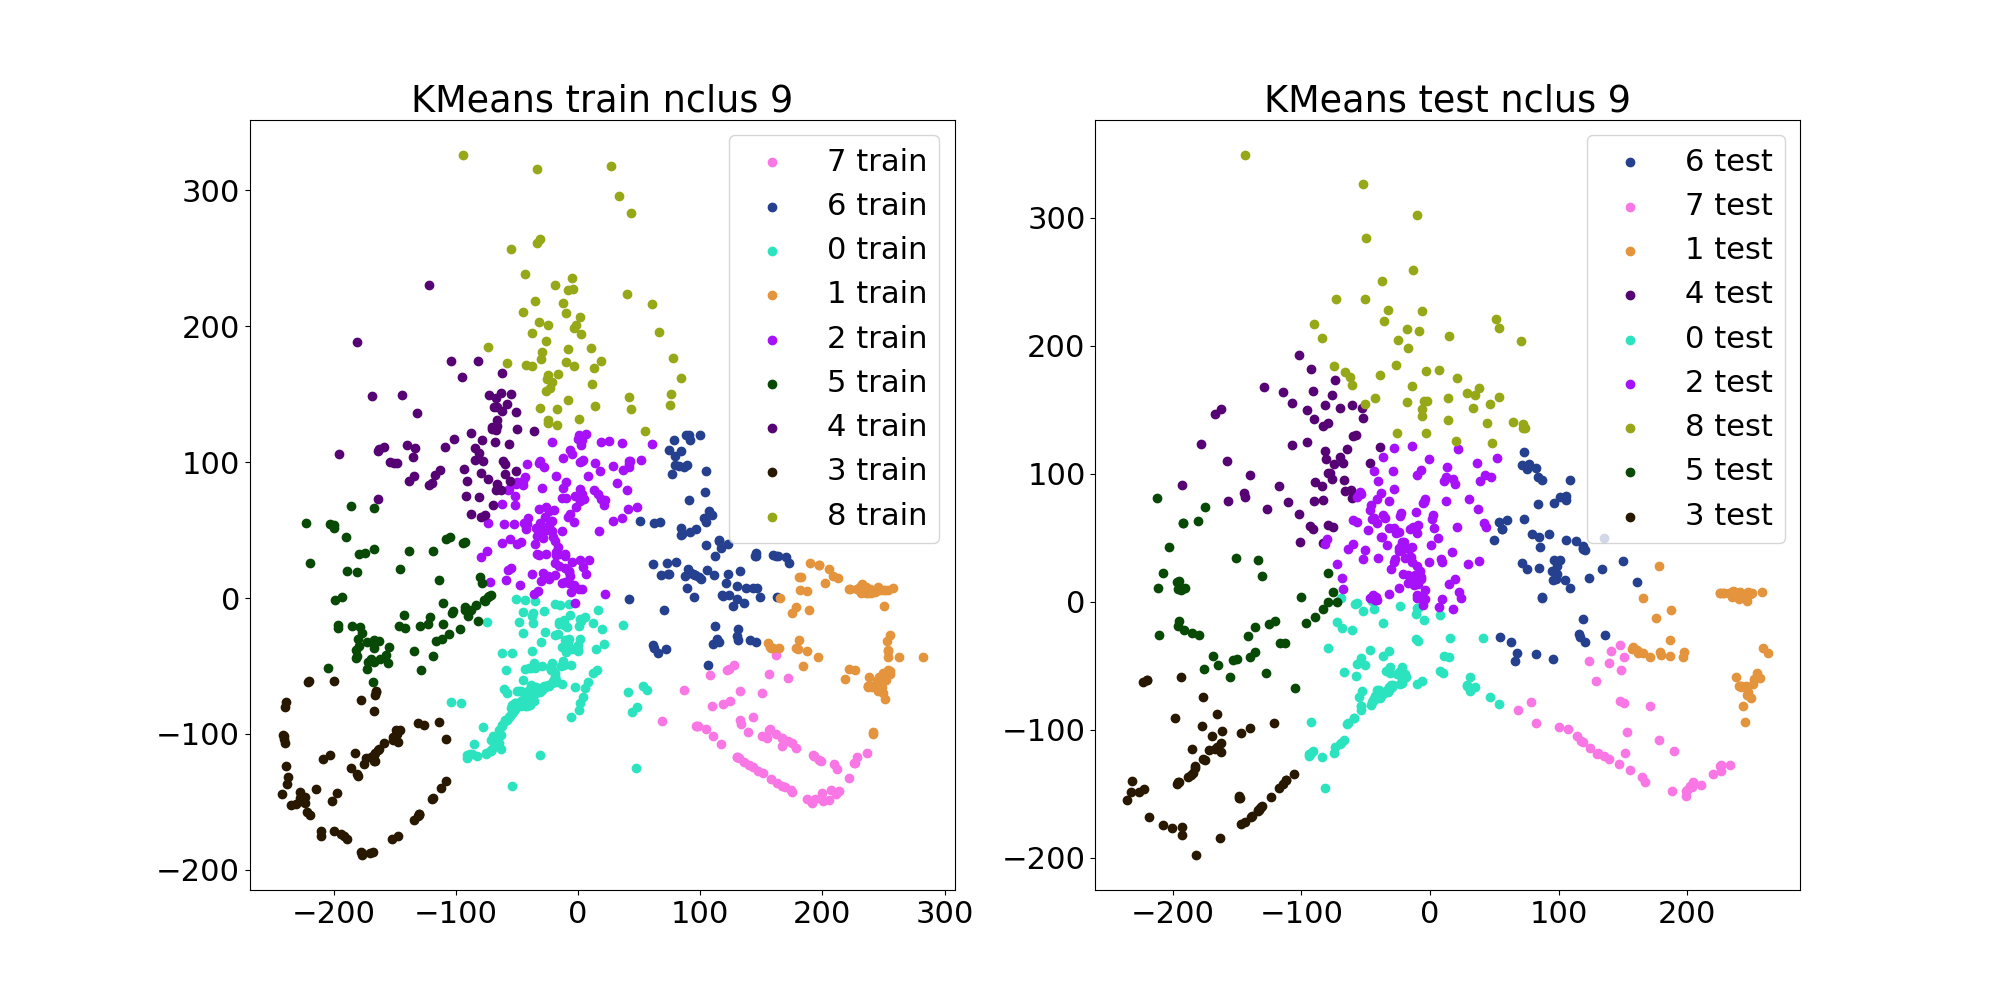 KMeans train nclus 9
300
200
100
0
−100
−200
−200
−100
0
100
200
300
7 train
6 train
0 train
1 train
2 train
5 train
4 train
3 train
8 train
KMeans test nclus 9
300
200
100
0
−100
−200
−200
−100
0
100
200
6 test
7 test
1 test
4 test
0 test
2 test
8 test
5 test
3 test